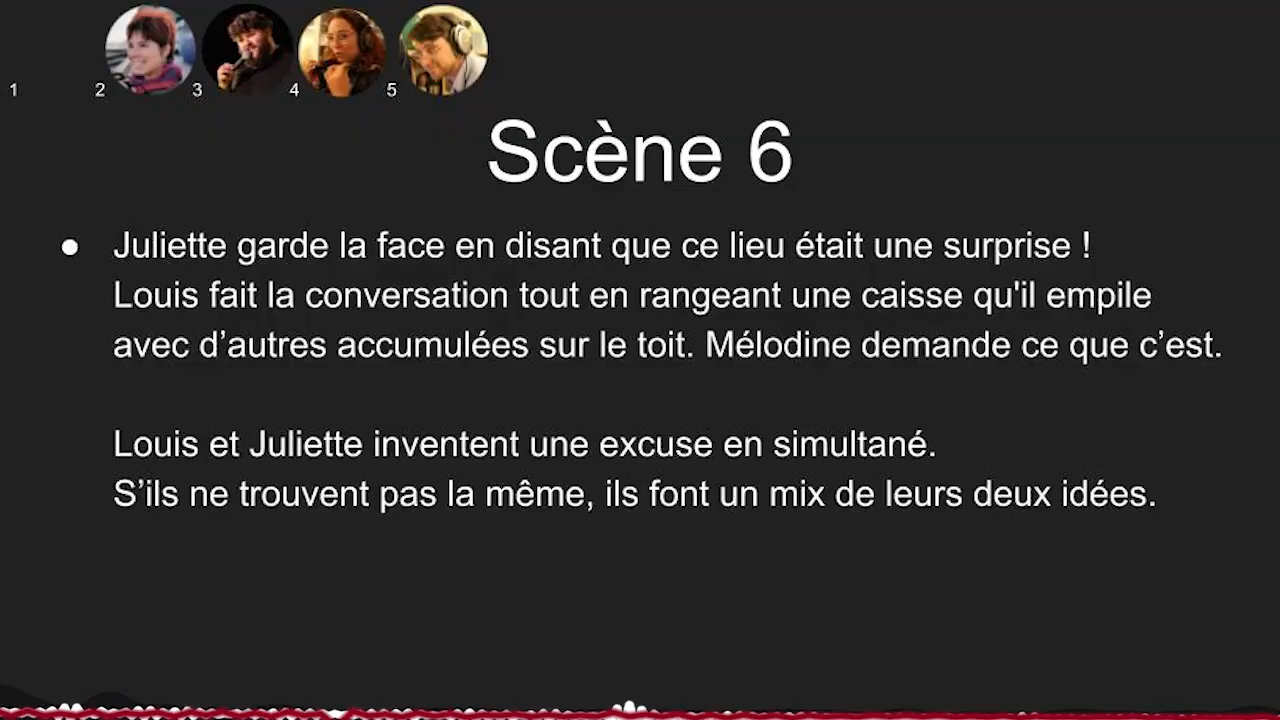 1 2 3 4 5
Scène 6
● Juliette garde la face en disant que ce lieu était une surprise !
Louis fait la conversation tout en rangeant une caisse qu'il empile
avec d’autres accumulées sur le toit. Mélodine demande ce que c’est.
Louis et Juliette inventent une excuse en simultané.
S’ils ne trouvent pas la même, ils font un mix de leurs deux idées.